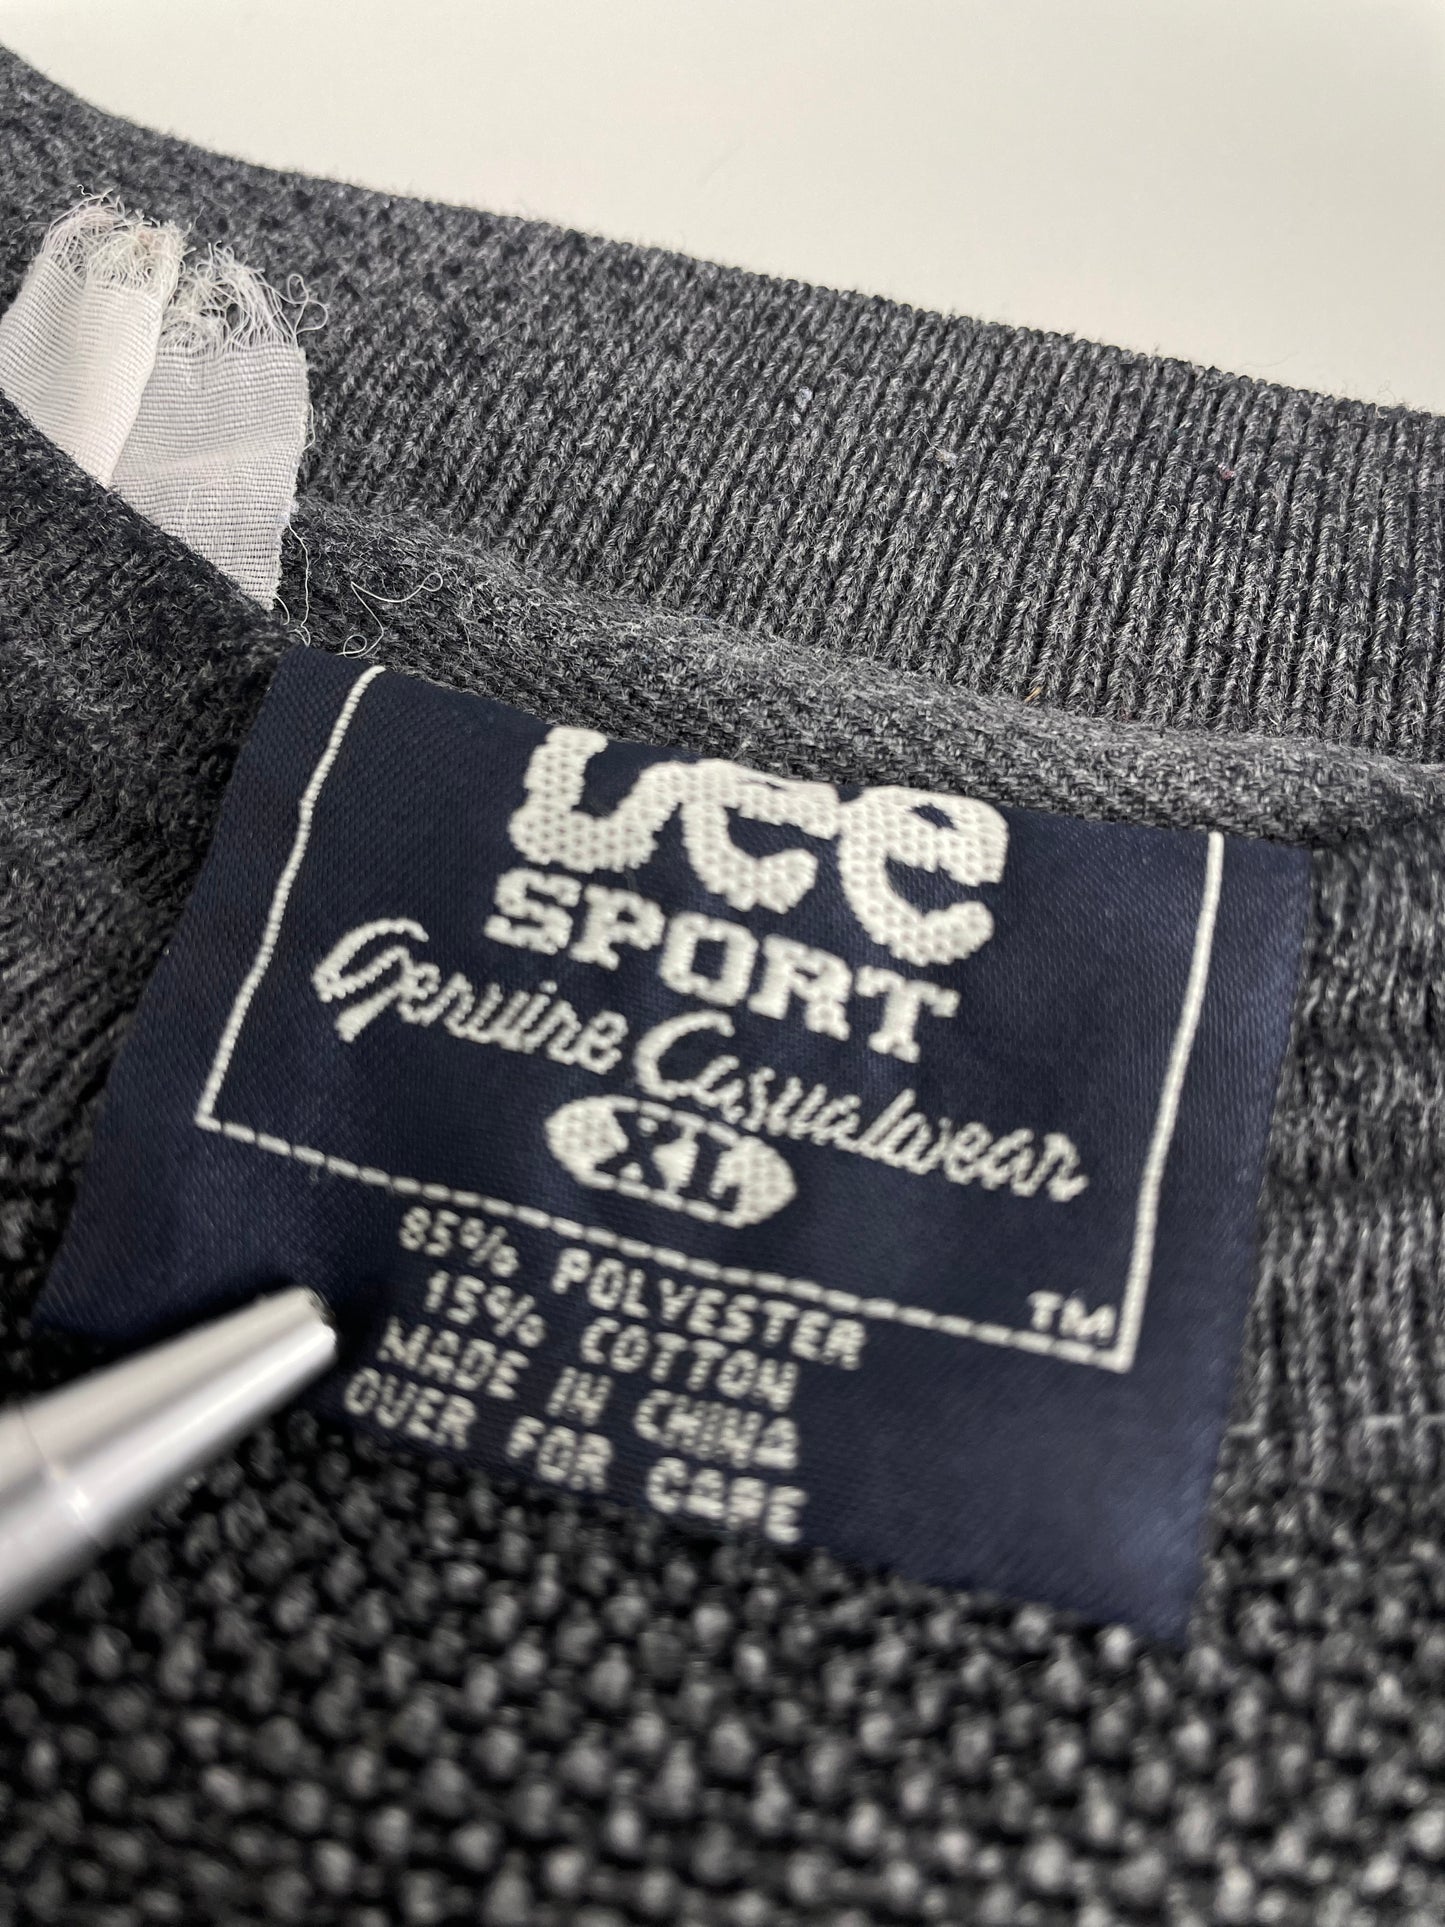 Lee
SPORT
Genuine Casualwear
XL
TM
85% POLYESTER
15% COTTON
MADE IN CHINA
OVER FOR CARE